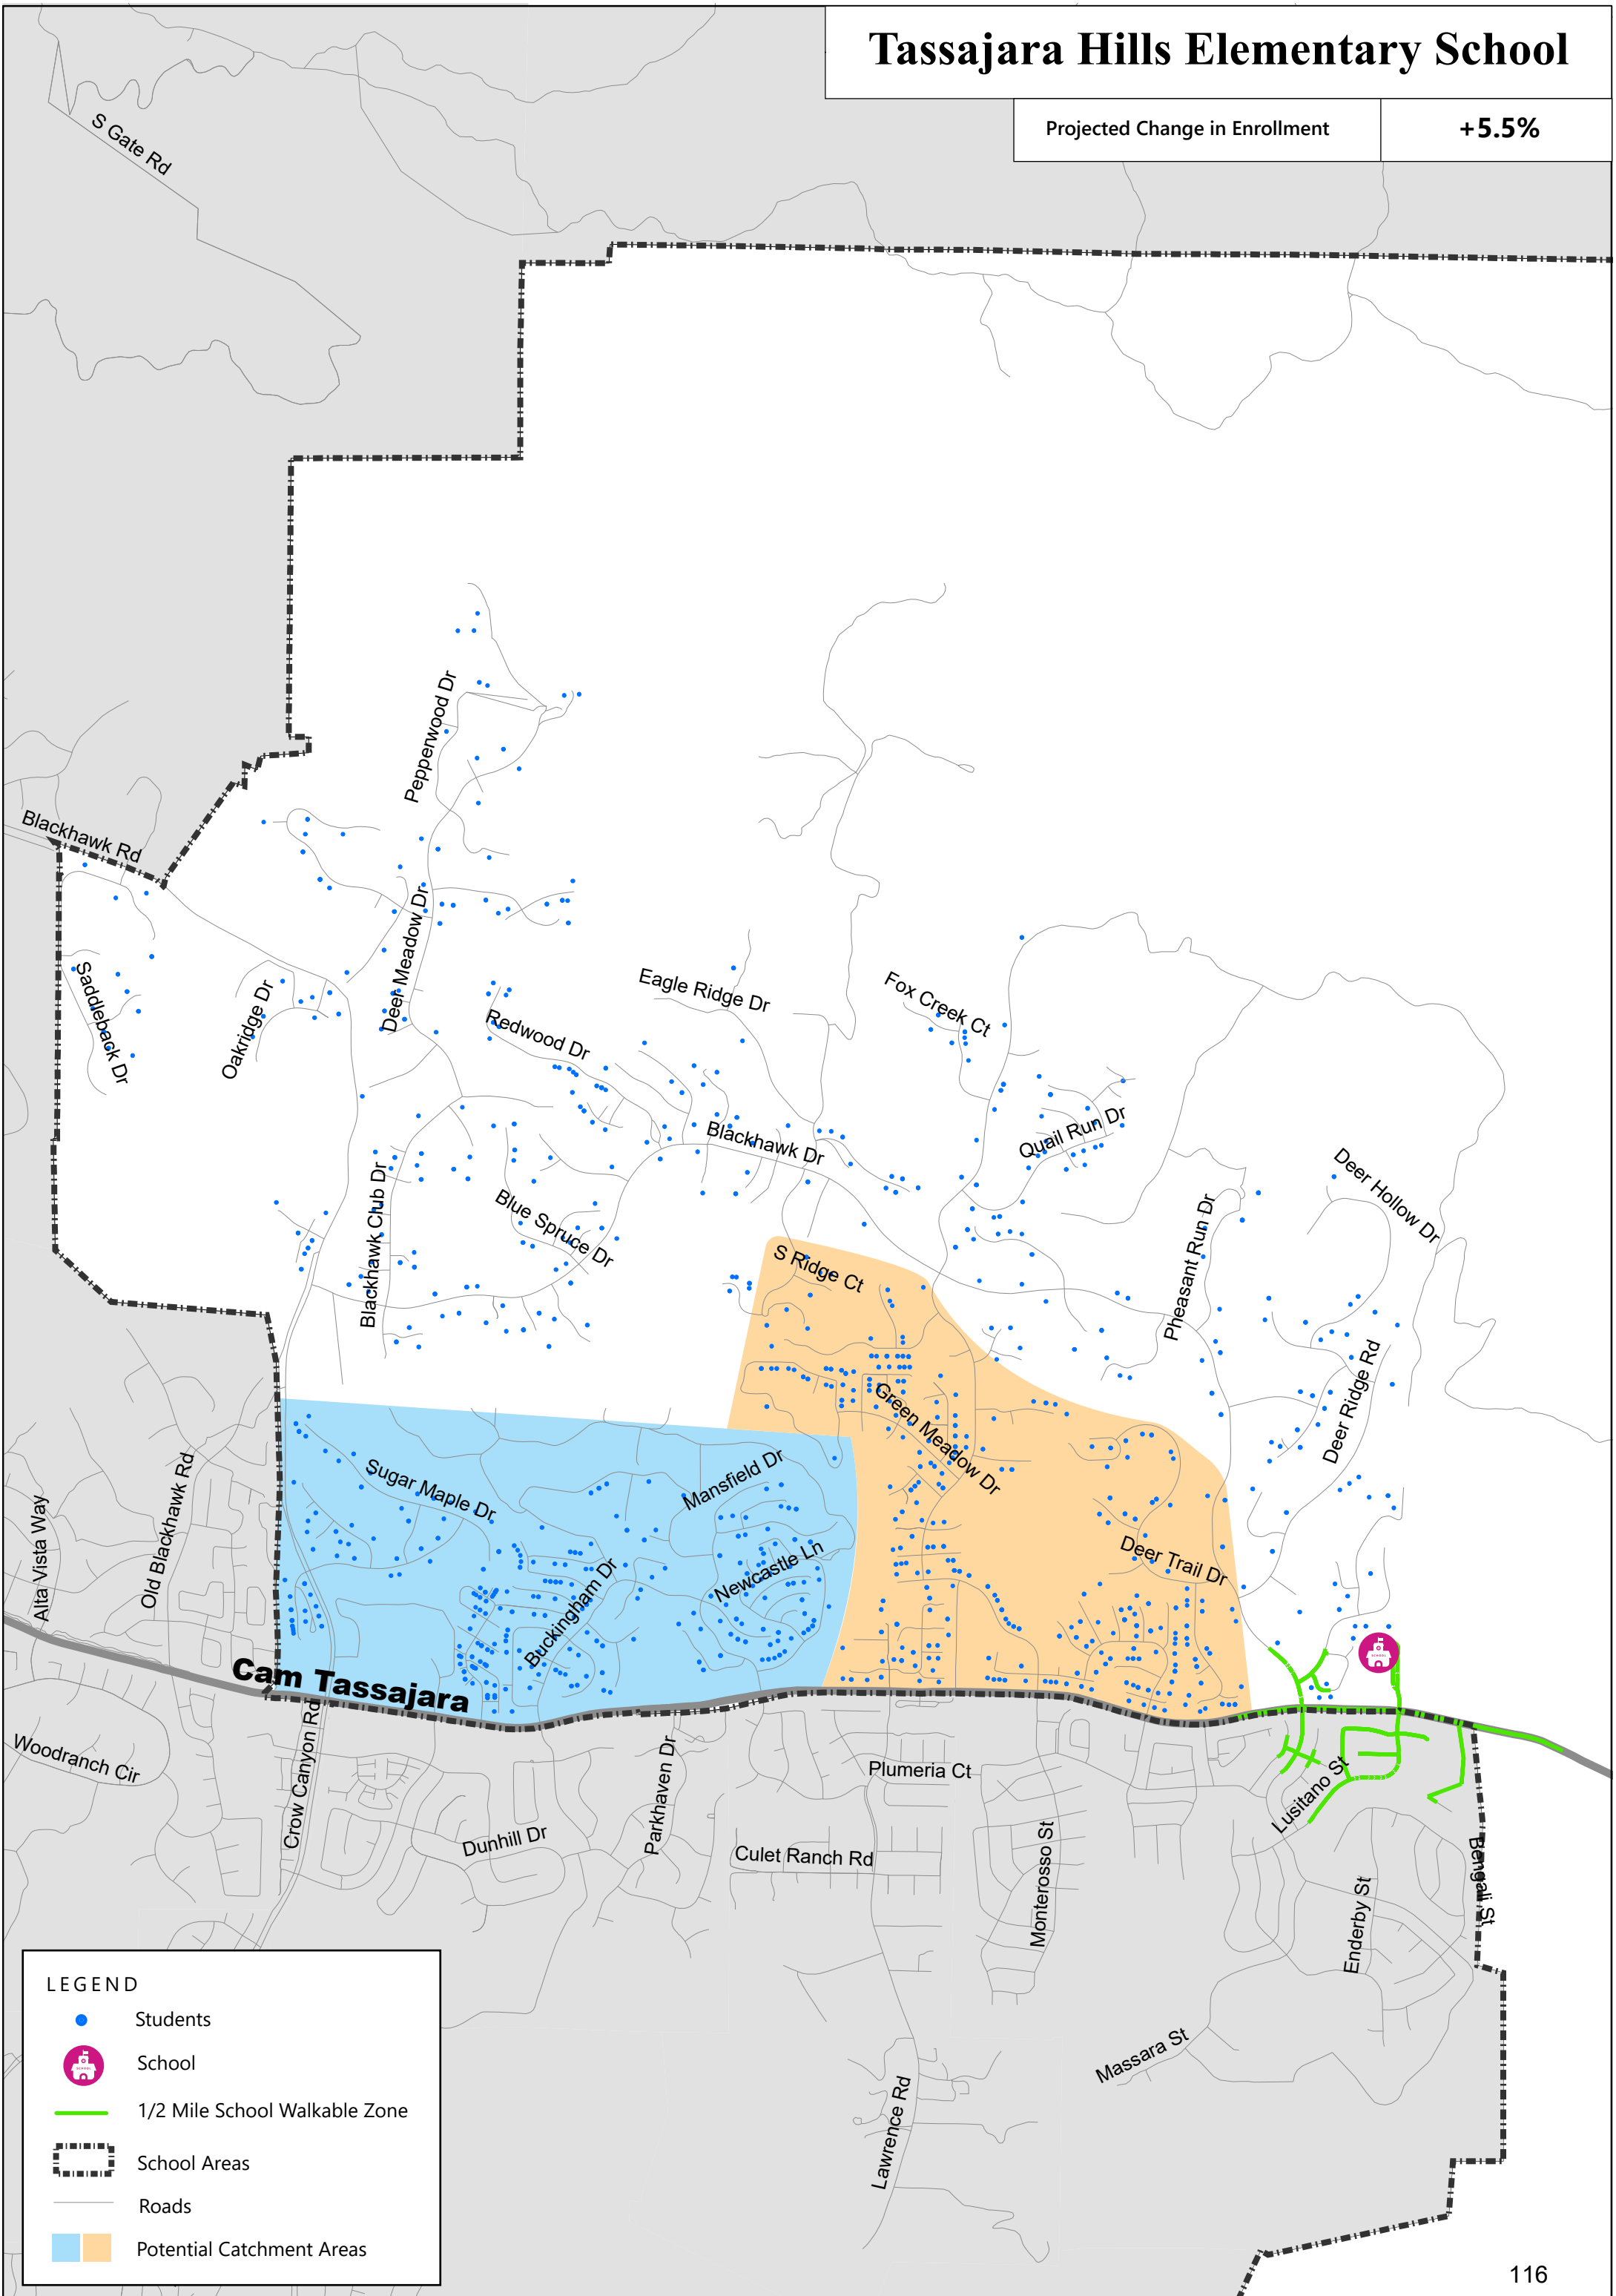 Tassajara Hills Elementary School
Projected Change in Enrollment
+5.5%
S Gate Rd
Pepperwood Dr
Blackhawk Rd
Deer Meadow Dr
Saddleback Dr
Oakridge Dr
Redwood Dr
Eagle Ridge Dr
Fox Creek Ct
Blackhawk Dr
Quail Run Dr
Deer Hollow Dr
Blackhawk Club Dr
Blue Spruce Dr
Pheasant Run Dr
S Ridge Ct
Deer Ridge Rd
Green Meadow Dr
Alta Vista Way
Old Blackhawk Rd
Sugar Maple Dr
Mansfield Dr
Newcastle Ln
Buckingham Dr
Deer Trail Dr
SCHOOL
Cam Tassajara
Woodranch Cir
Crow Canyon Rd
Dunhill Dr
Parkhaven Dr
Plumeria Ct
Culet Ranch Rd
Monterosso St
Lusitano St
Enderby St
Bengali St
Massara St
Lawrence Rd
LEGEND
Students
SCHOOL
School
1/2 Mile School Walkable Zone
School Areas
Roads
Potential Catchment Areas
116